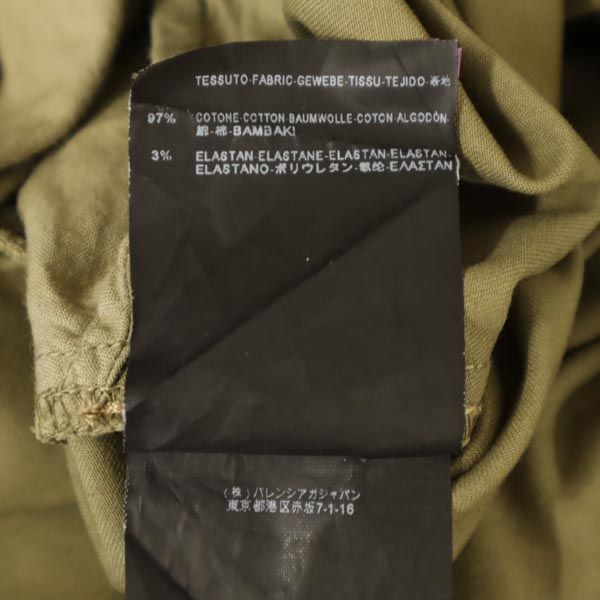 TESSUTO-FABRIC-GEWEBE-TISSU-TEJIDO-表地
97% COTONE-COTTON-BAUMWOLLE-COTON-ALGODÓN-
綿-棉-BAMBAKI
3% ELASTAN-ELASTANE-ELASTAN-ELASTAN-
ELASTANO-ポリウレタン-氨纶-ΕΛΑΣΤΑΝ
(株) バレンシアガジャパン
東京都港区赤坂7-1-16